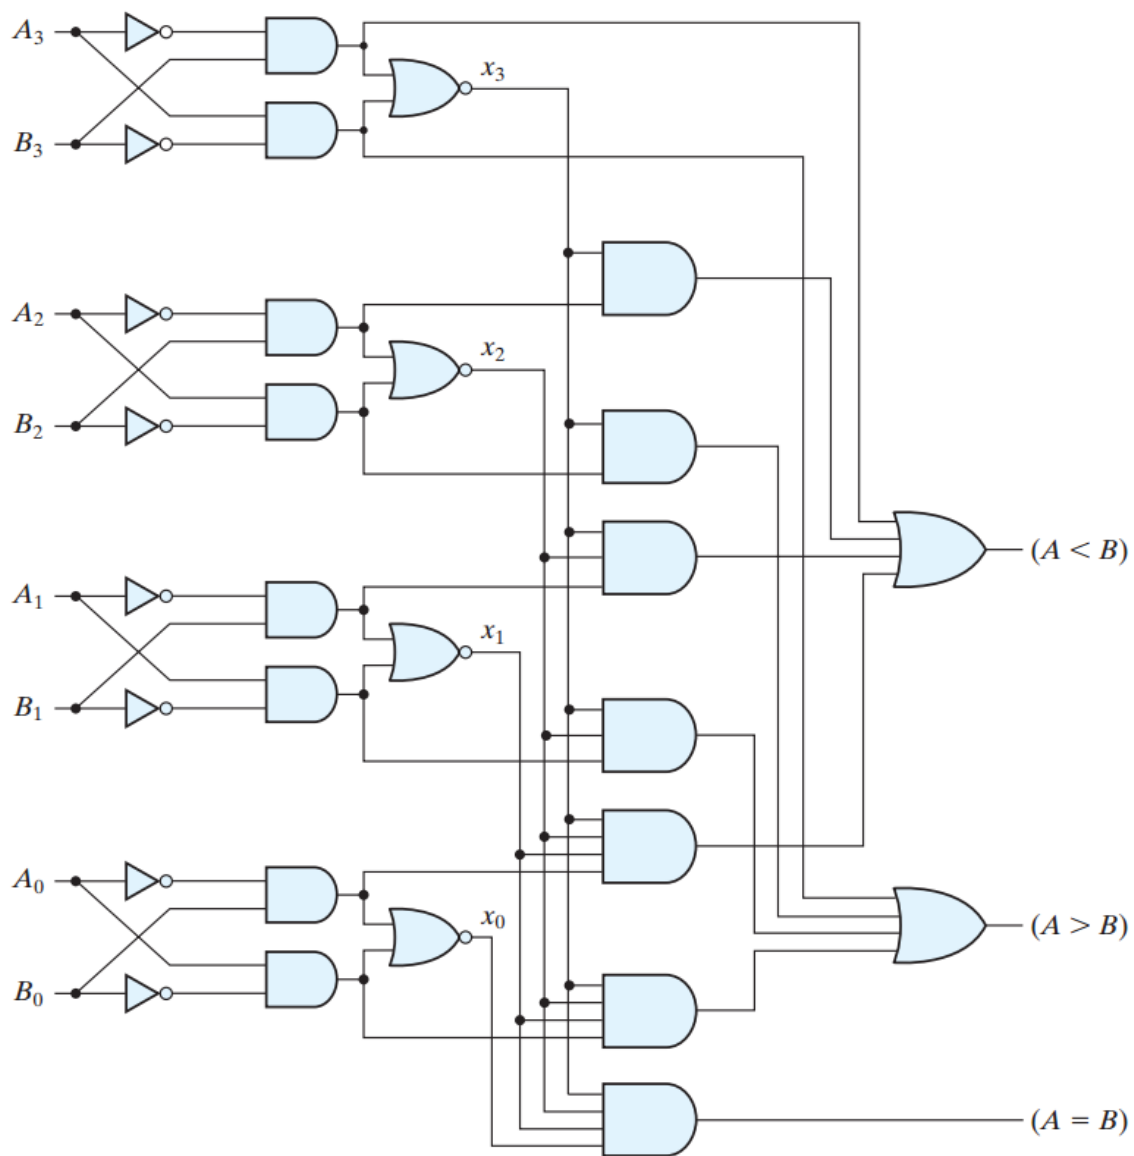 A₃
x₃
B₃
A₂
x₂
B₂
(A < B)
A₁
x₁
B₁
A₀
x₀
(A > B)
B₀
(A = B)